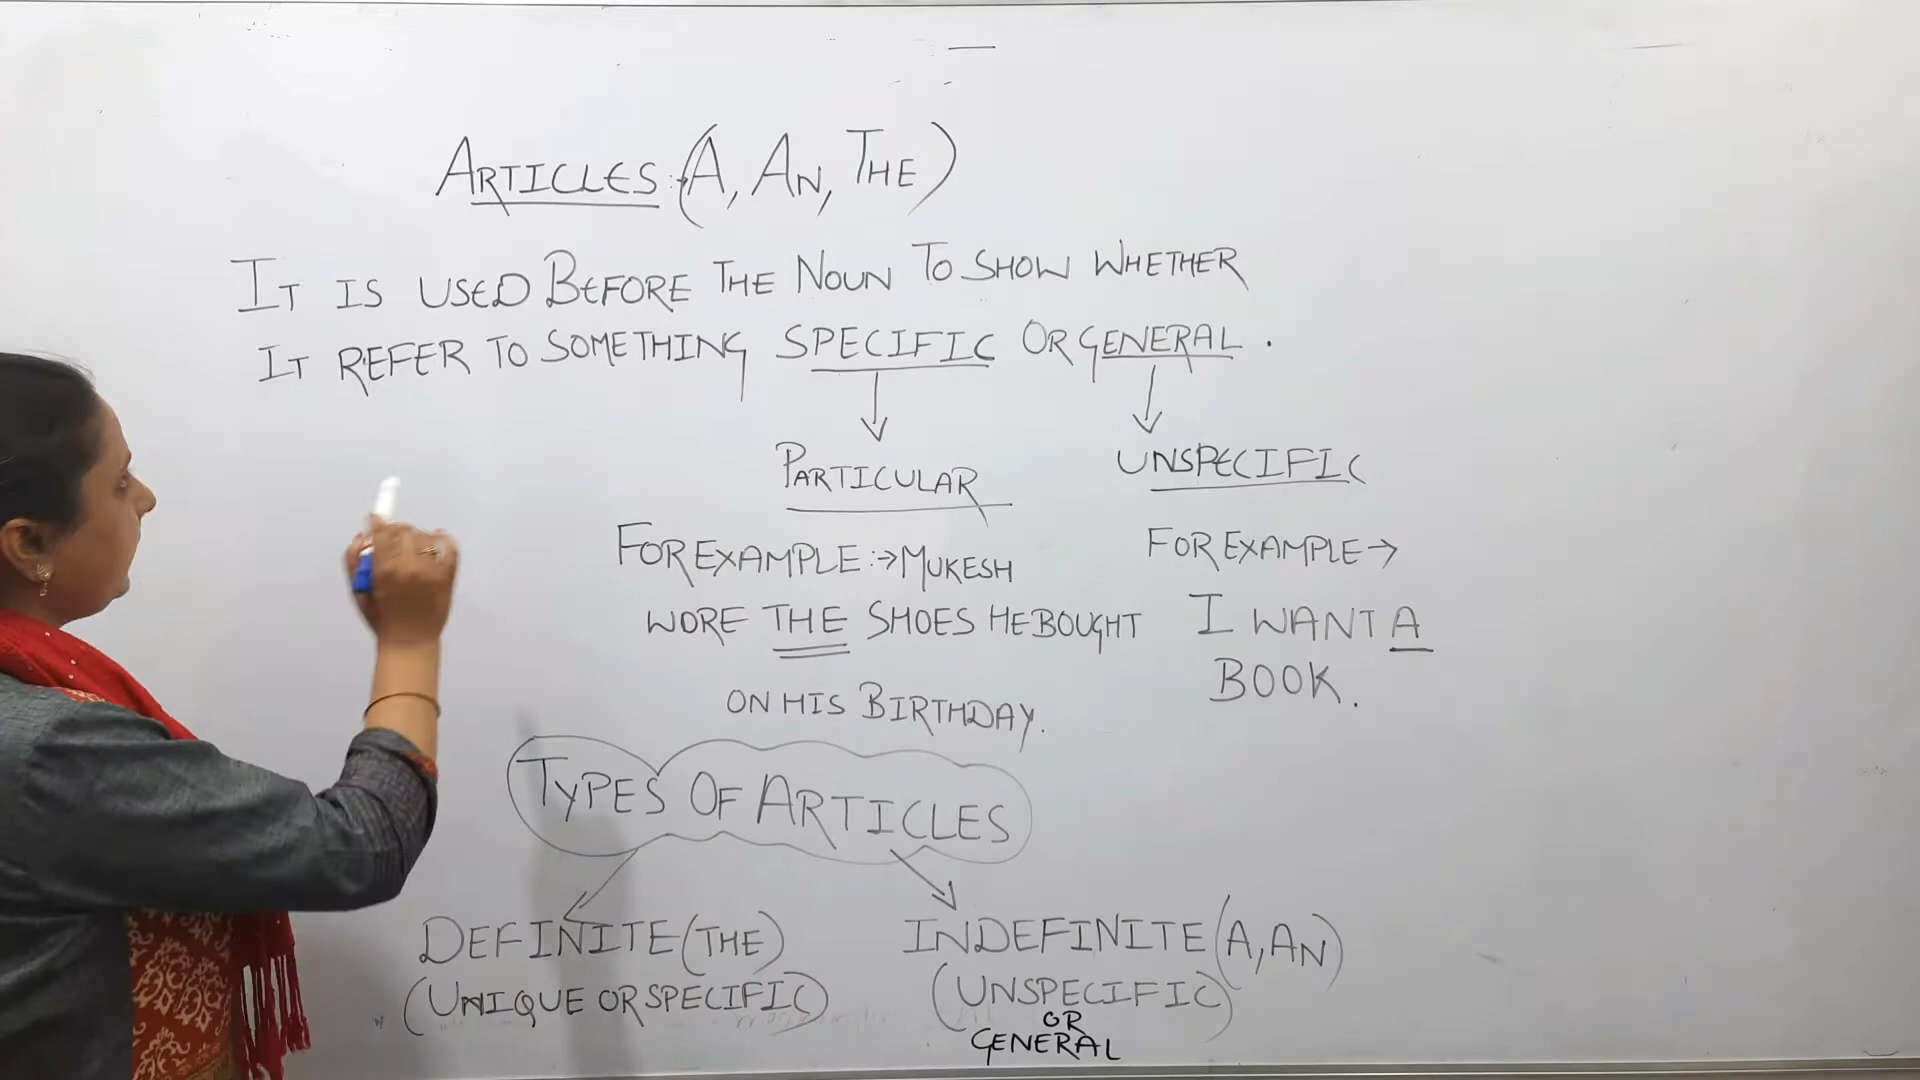 ARTICLES:-(A, AN, THE)
IT IS USED BEFORE THE NOUN TO SHOW WHETHER
IT REFER TO SOMETHING SPECIFIC OR GENERAL.
PARTICULAR
UNSPECIFIC
FOR EXAMPLE:→MUKESH
WORE THE SHOES HE BOUGHT
ON HIS BIRTHDAY.
FOR EXAMPLE→
I WANT A
BOOK.
TYPES OF ARTICLES
DEFINITE(THE)
(UNIQUE OR SPECIFIC)
INDEFINITE(A, AN)
(UNSPECIFIC)
OR
GENERAL